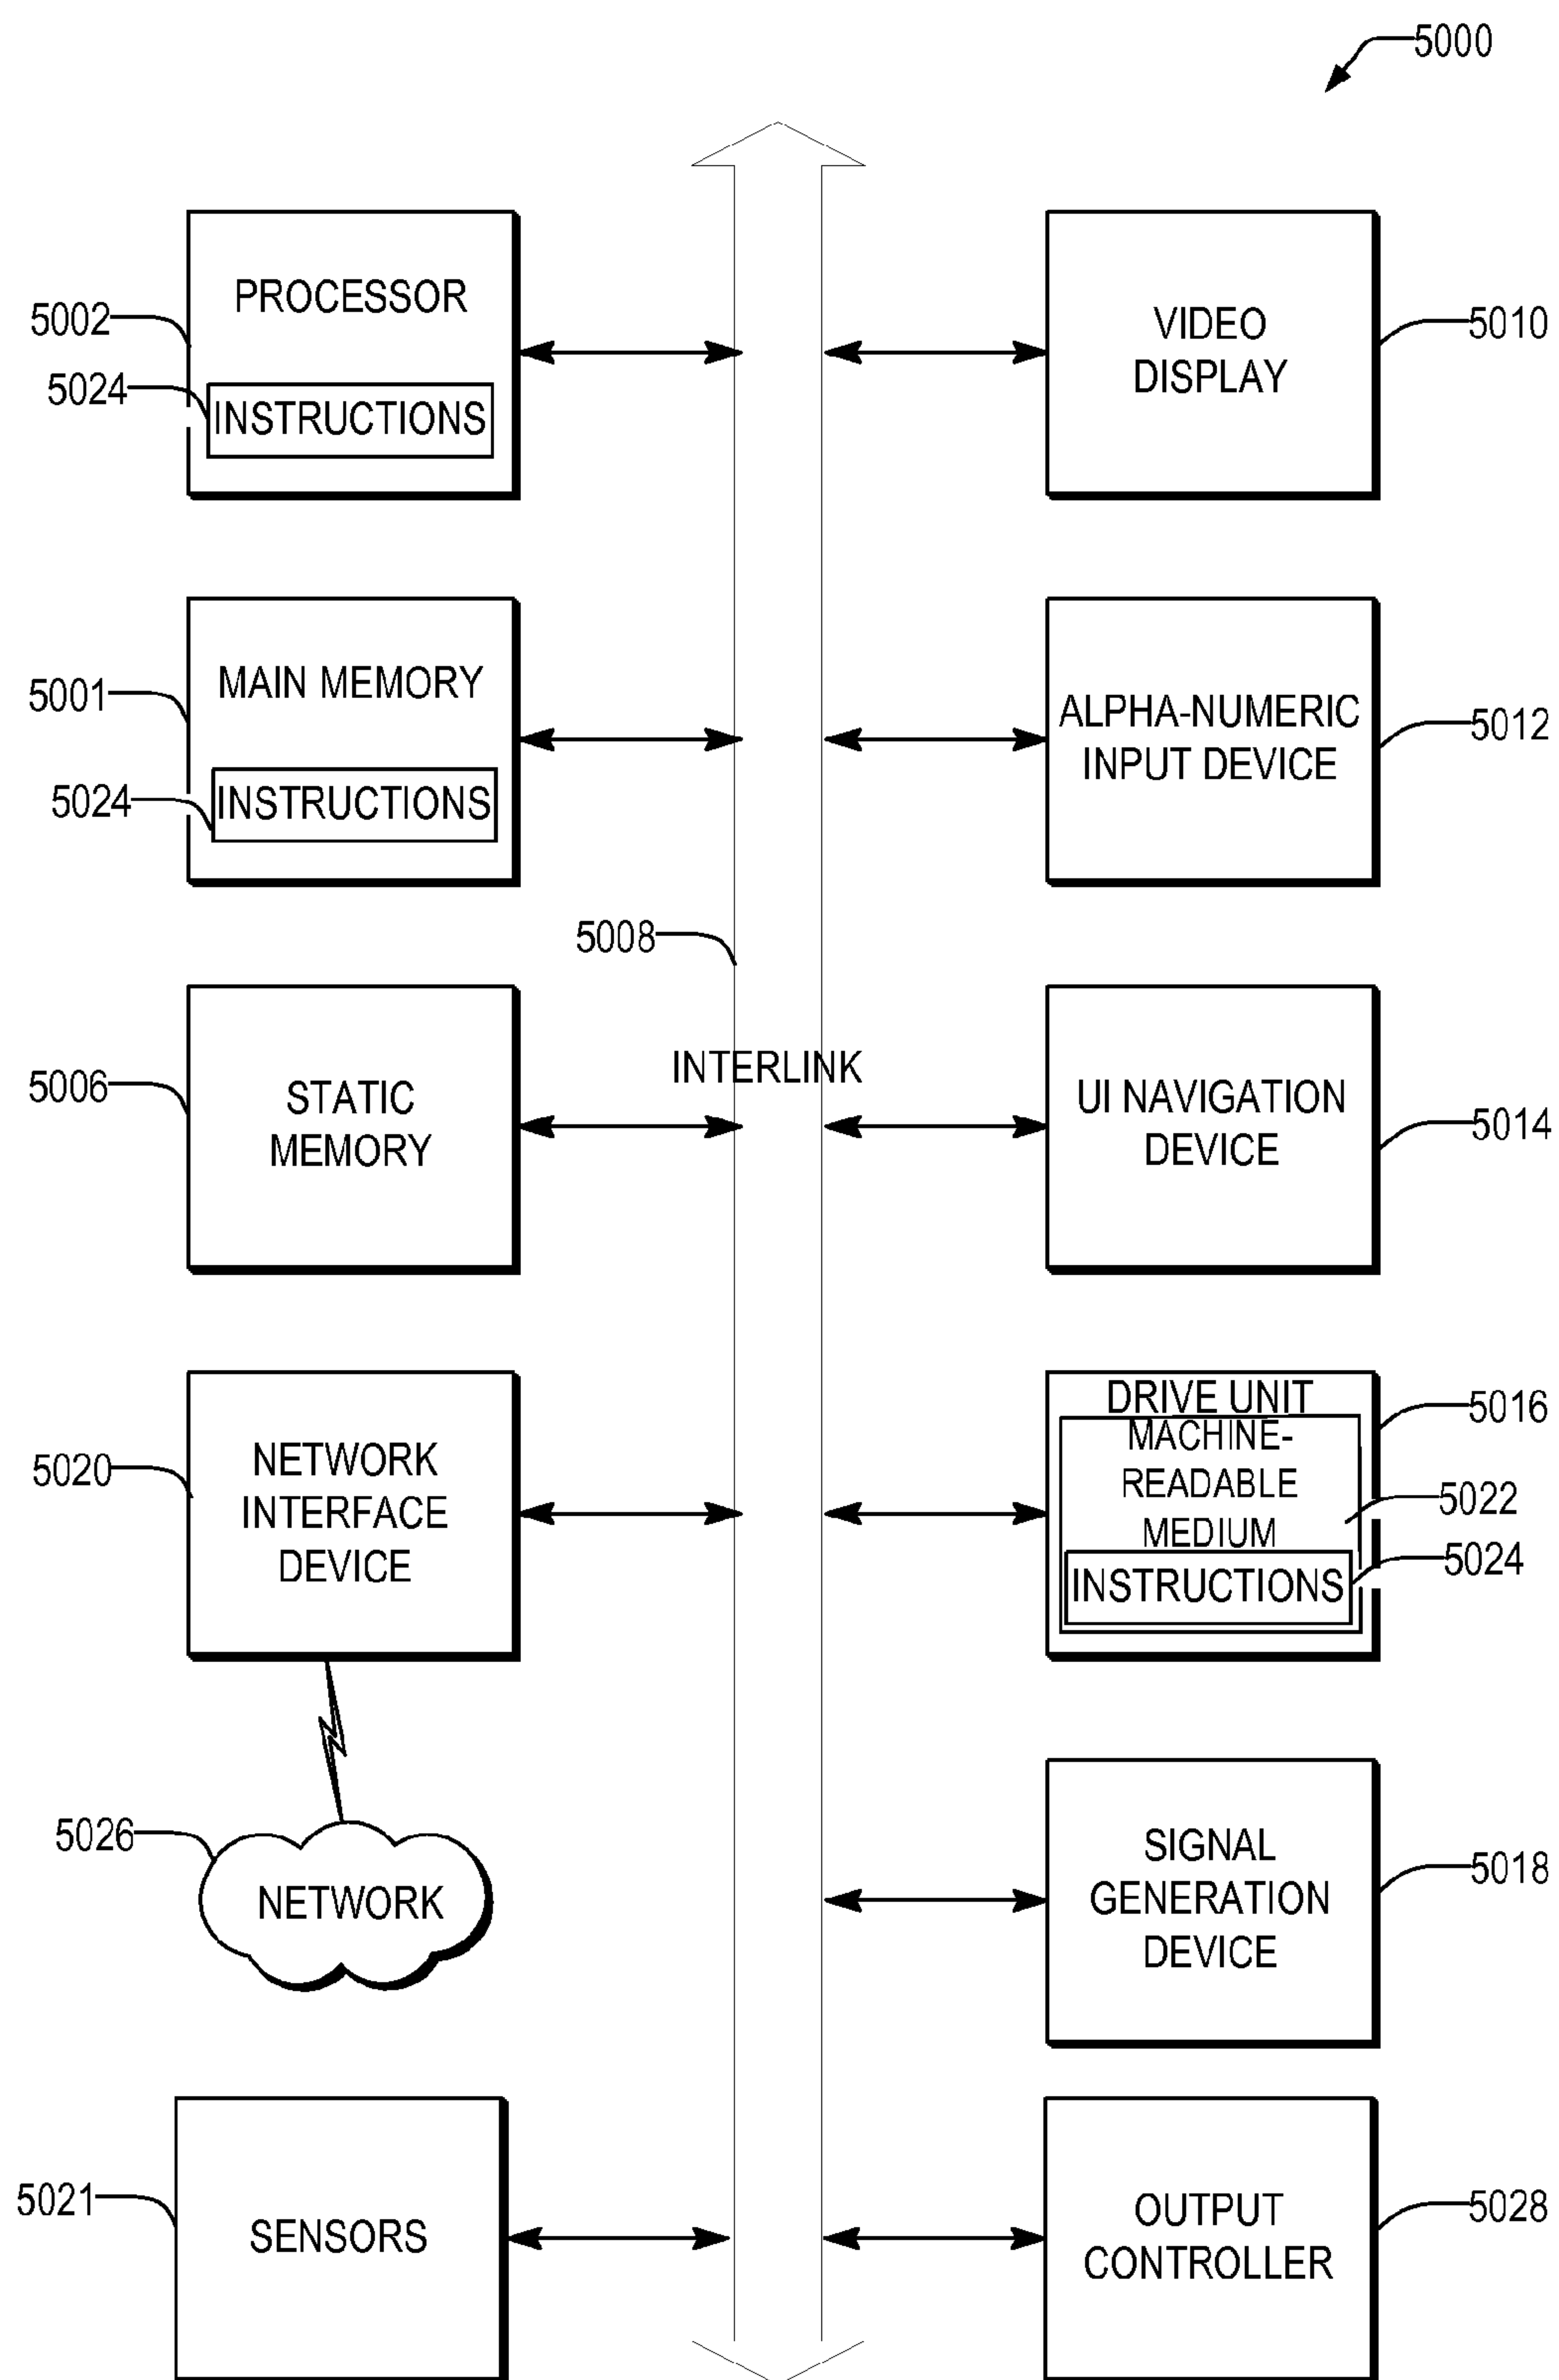 5000
PROCESSOR
5002
5024
INSTRUCTIONS
VIDEO
DISPLAY
5010
MAIN MEMORY
5001
5024
INSTRUCTIONS
ALPHA-NUMERIC
INPUT DEVICE
5012
5008
INTERLINK
5006
STATIC
MEMORY
UI NAVIGATION
DEVICE
5014
5020
NETWORK
INTERFACE
DEVICE
DRIVE UNIT
5016
MACHINE-
READABLE
MEDIUM
5022
INSTRUCTIONS
5024
5026
NETWORK
SIGNAL
GENERATION
DEVICE
5018
5021
SENSORS
OUTPUT
CONTROLLER
5028